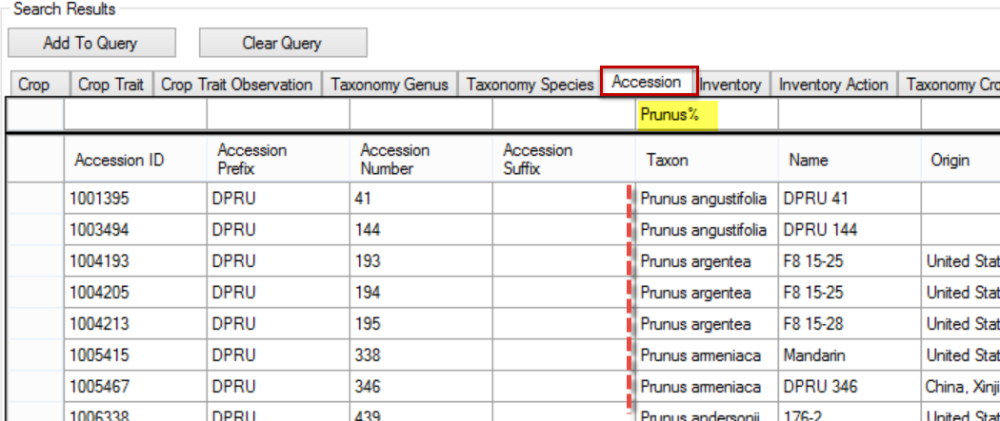 Search Results
Add To Query Clear Query
Crop Crop Trait Crop Trait Observation Taxonomy Genus Taxonomy Species Accession Inventory Inventory Action Taxonomy Cro
Prunus%
Accession ID Accession Prefix Accession Number Accession Suffix Taxon Name Origin
1001395 DPRU 41 Prunus angustifolia DPRU 41
1003494 DPRU 144 Prunus angustifolia DPRU 144
1004193 DPRU 193 Prunus argentea F8 15-25 United Stat
1004205 DPRU 194 Prunus argentea F8 15-25 United Stat
1004213 DPRU 195 Prunus argentea F8 15-28 United Stat
1005415 DPRU 338 Prunus armeniaca Mandarin United Stat
1005467 DPRU 346 Prunus armeniaca DPRU 346 China, Xinji
1006338 DPRU 439 Prunus andersonii 176-2 United Stat